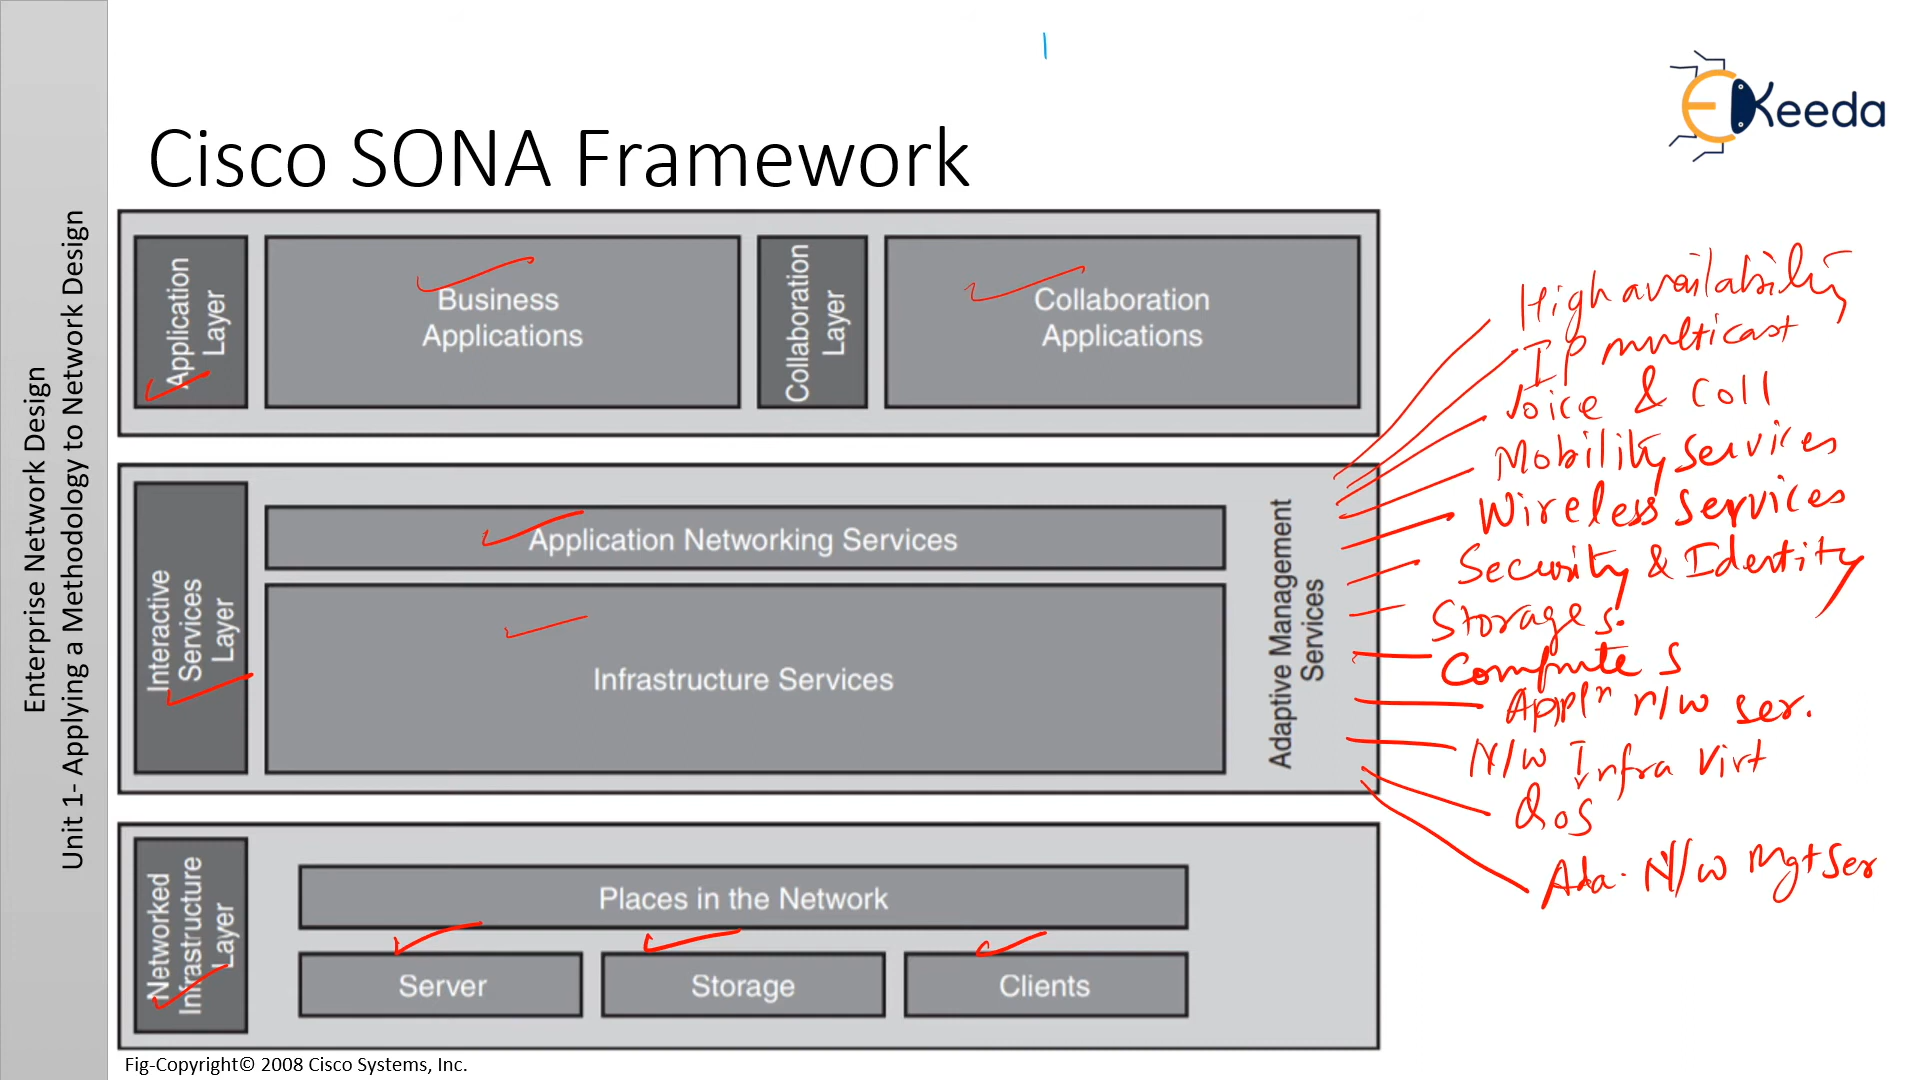 Enterprise Network Design
Unit 1- Applying a Methodology to Network Design
EKeeda
Cisco SONA Framework
Application
Layer
Business
Applications
Collaboration
Layer
Collaboration
Applications
Interactive
Services
Layer
Application Networking Services
Infrastructure Services
Adaptive Management
Services
Networked
Infrastructure
Layer
Places in the Network
Server
Storage
Clients
High availability
IP multicast
Voice & Coll
Mobility Services
Wireless Services
Security & Identity
Storage s.
Compute S
Applⁿ n/w ser.
N/w Infra Virt
QoS
Ada. N/w Mgt Ser
Fig-Copyright© 2008 Cisco Systems, Inc.